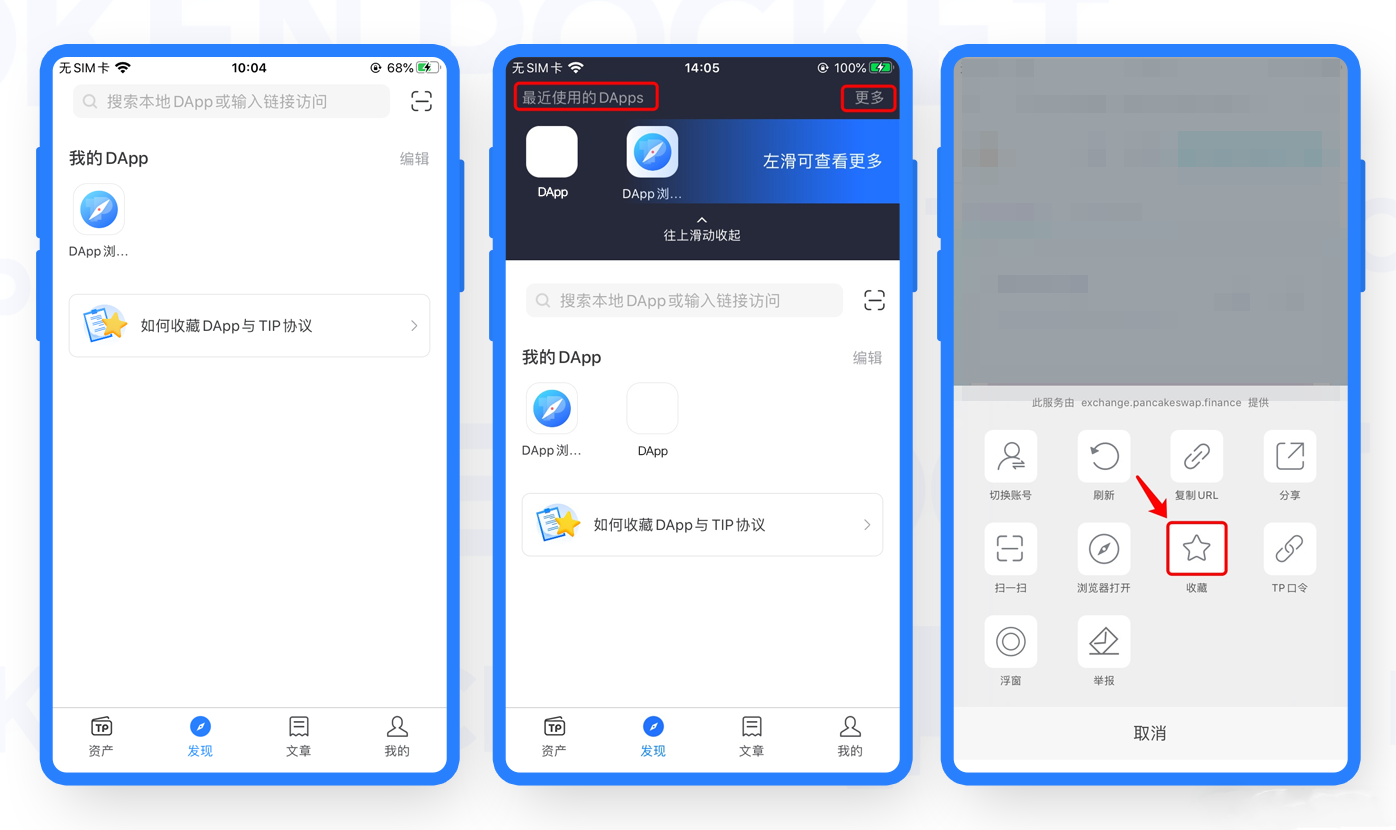 无SIM卡 10:04 68%
搜索本地DApp或输入链接访问
我的DApp 编辑
DApp浏…
如何收藏DApp与TIP协议
TP
资产 发现 文章 我的
无SIM卡 14:05 100%
最近使用的DApps 更多
左滑可查看更多
DApp DApp浏…
往上滑动收起
搜索本地DApp或输入链接访问
我的DApp 编辑
DApp浏… DApp
如何收藏DApp与TIP协议
TP
资产 发现 文章 我的
此服务由 exchange.pancakeswap.finance 提供
切换账号 刷新 复制URL 分享
扫一扫 浏览器打开 收藏 TP口令
浮窗 举报
取消